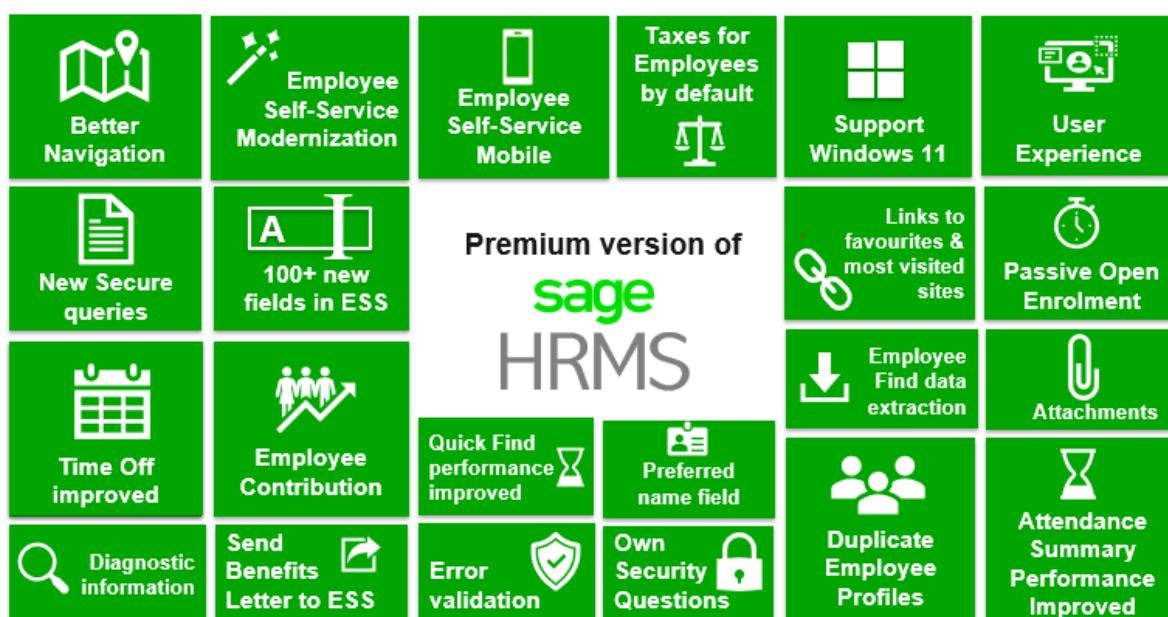 Better
Navigation
Employee
Self-Service
Modernization
Employee
Self-Service
Mobile
Taxes for
Employees
by default
Support
Windows 11
User
Experience
New Secure
queries
A
100+ new
fields in ESS
Premium version of
sage
HRMS
Links to
favourites &
most visited
sites
Passive Open
Enrolment
Time Off
improved
Employee
Contribution
Quick Find
performance
improved
Preferred
name field
Employee
Find data
extraction
Attachments
Diagnostic
information
Send
Benefits
Letter to ESS
Error
validation
Own
Security
Questions
Duplicate
Employee
Profiles
Attendance
Summary
Performance
Improved